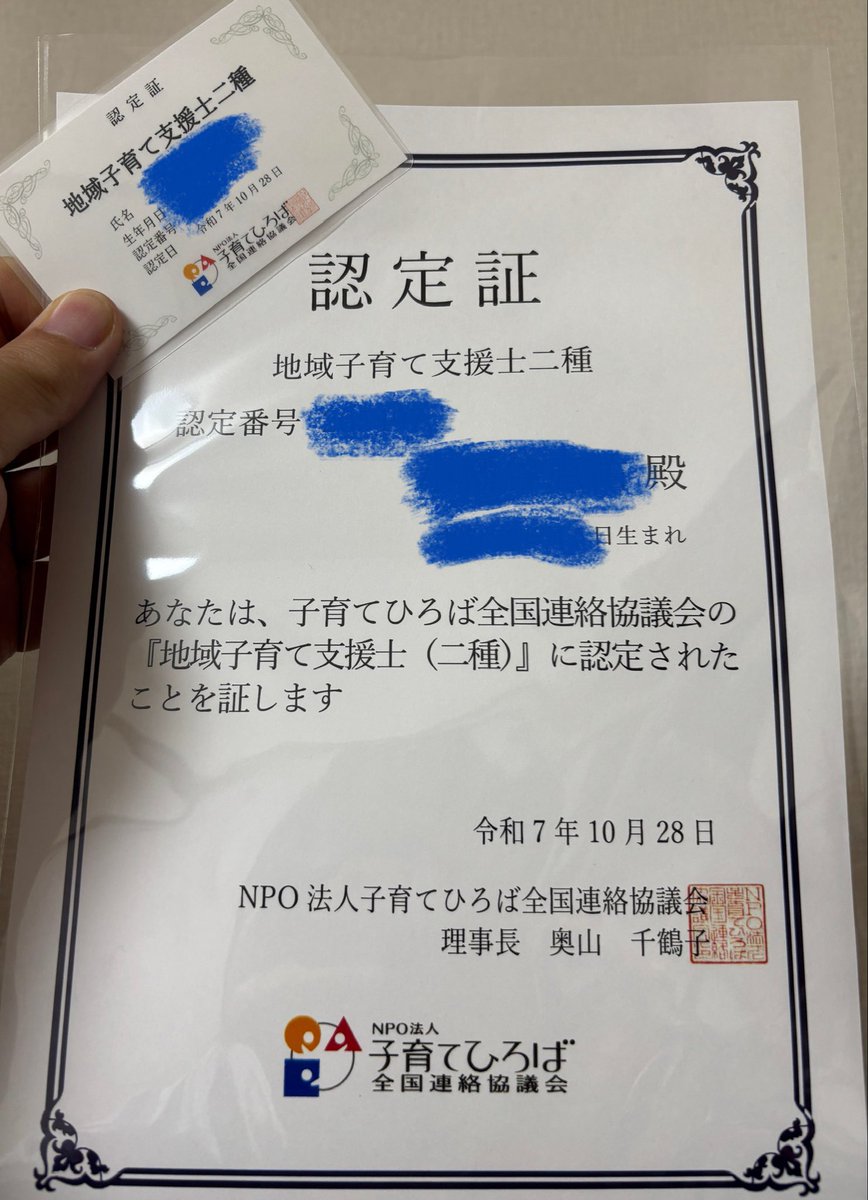 認定証
地域子育て支援士二種
氏名
生年月日
認定番号
認定日 令和7年10月28日
NPO法人
子育てひろば
全国連絡協議会
認定証
地域子育て支援士二種
認定番号
殿
日生まれ
あなたは、子育てひろば全国連絡協議会の
『地域子育て支援士（二種）』に認定された
ことを証します
令和7年10月28日
NPO法人子育てひろば全国連絡協議会
理事長 奥山 千鶴子
NPO法人
子育てひろば
全国連絡協議会